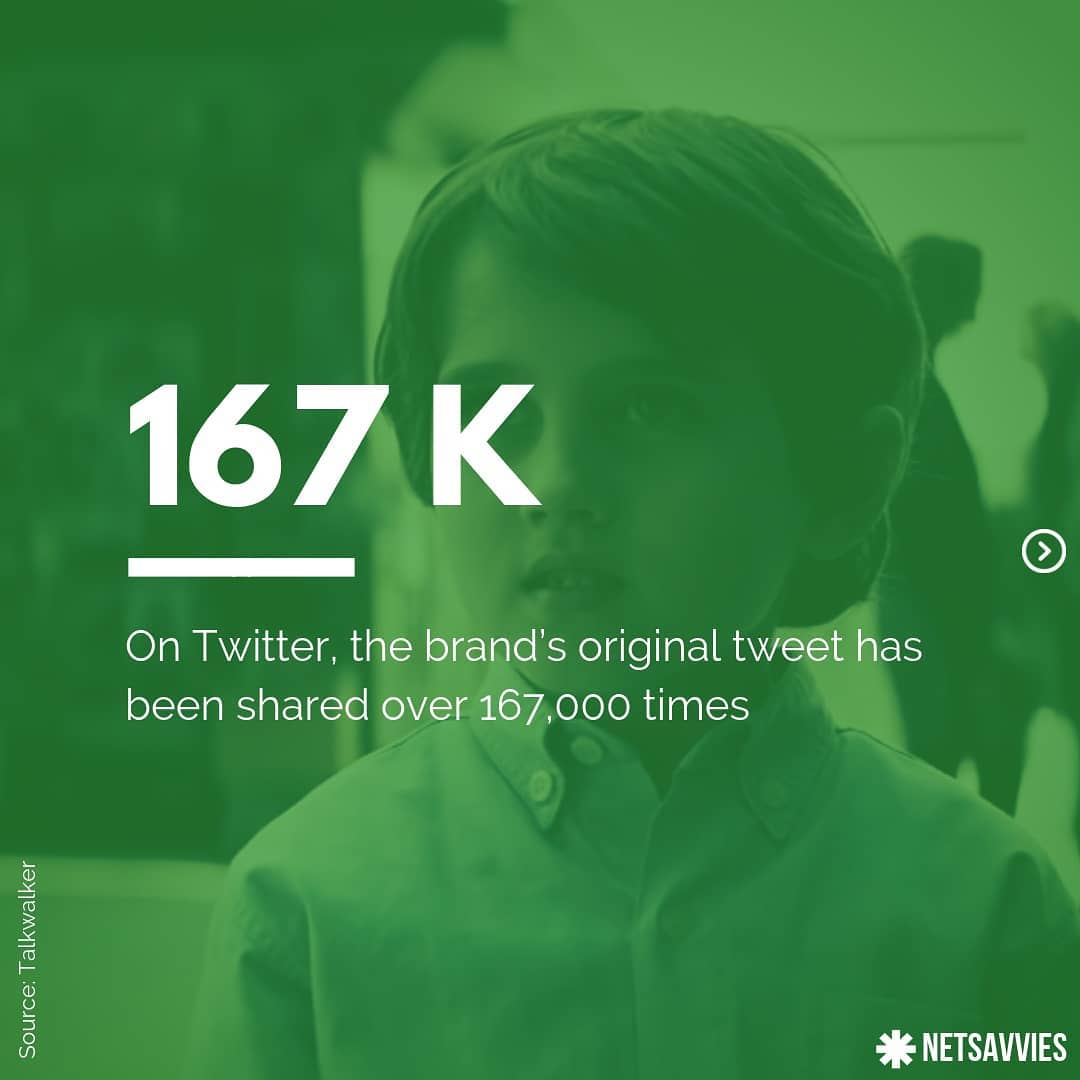 167 K
On Twitter, the brand's original tweet has
been shared over 167,000 times
Source: Talkwalker
NETSAVVIES